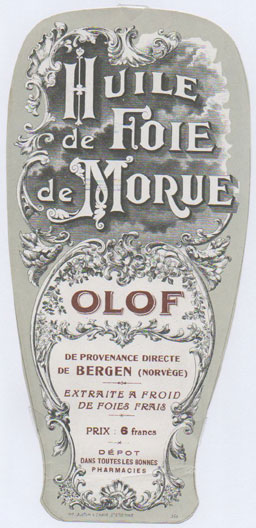 HUILE
de FOIE
de MORUE
OLOF
DE PROVENANCE DIRECTE
DE BERGEN (NORVÈGE)
EXTRAITE A FROID
DE FOIES FRAIS
PRIX : 6 francs
DÉPOT
DANS TOUTES LES BONNES
PHARMACIES